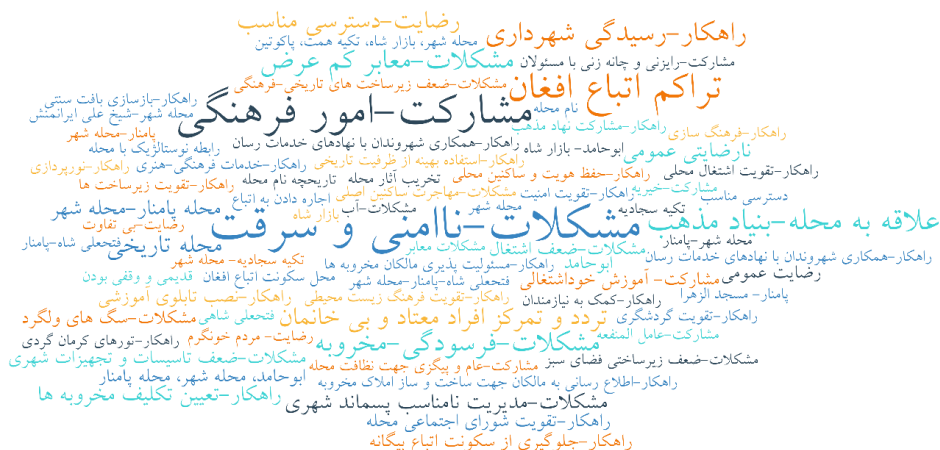 رضایت-دسترسی مناسب
راهکار-رسیدگی شهرداری
محله شهر، بازار شاه، تکیه همت، پاکوتین
مشکلات-معابر کم عرض
مشارکت-رایزنی و چانه زنی با مسئولان
مشکلات-ضعف زیرساخت های تاریخی-فرهنگی
تراکم اتباع افغان
راهکار-بازسازی بافت سنتی
مشارکت-امور فرهنگی
نام محله
محله شهر-شیخ علی ایرانمنش
راهکار-مشارکت نهاد مذهب
راهکار-فرهنگ سازی
پامنار-محله شهر
راهکار-همکاری شهروندان با نهادهای خدمات رسان
ابوحامد- بازار شاه
نارضایتی عمومی
رابطه نوستالژیک با محله
راهکار-استفاده بهینه از ظرفیت تاریخی
راهکار-خدمات فرهنگی-هنری
راهکار-نورپردازی
راهکار-تقویت اشتغال محلی
راهکار-حفظ هویت و ساکنین محلی
تخریب آثار محله
تاریخچه نام محله
راهکار-تقویت زیرساخت ها
مشارکت-خیریه
راهکار-تقویت امنیت
مشکلات-مهاجرت ساکنین اصلی
اجاره دادن به اتباع
دسترسی مناسب
تکیه سجادیه
محله شهر
مشکلات-آب
بازار شاه
محله پامنار-محله شهر
علاقه به محله-بنیاد مذهب
مشکلات-ناامنی و سرقت
رضایت-بی تفاوت
محله شهر-پامنار
محله تاریخی
فتحعلی شاه-پامنار
مشکلات-ضعف اشتغال
مشکلات معابر
راهکار-همکاری شهروندان با نهادهای خدمات رسان
ابوحامد
راهکار-مسئولیت پذیری مالکان مخروبه ها
تکیه سجادیه- محله شهر
رضایت عمومی
مشارکت- آموزش خوداشتغالی
فتحعلی شاه-پامنار-محله شهر
محل سکونت اتباع افغان
قدیمی و وقفی بودن
پامنار- مسجد الزهرا
راهکار-کمک به نیازمندان
راهکار-تقویت فرهنگ زیست محیطی
راهکار-نصب تابلوی آموزشی
راهکار-تقویت گردشگری
تردد و تمرکز افراد معتاد و بی خانمان
فتحعلی شاهی
مشکلات-سگ های ولگرد
مشارکت-عامل المنفعه
مشکلات-فرسودگی-مخروبه
رضایت- مردم خونگرم
راهکار-تورهای کرمان گردی
مشکلات-ضعف زیرساختی فضای سبز
مشکلات-ضعف تاسیسات و تجهیزات شهری
مشارکت-عام و پیگزی جهت نظافت محله
ابوحامد، محله شهر، محله پامنار
راهکار-اطلاع رسانی به مالکان جهت ساخت و ساز املاک مخروبه
راهکار-تعیین تکلیف مخروبه ها
مشکلات-مدیریت نامناسب پسماند شهری
راهکار-تقویت شورای اجتماعی محله
راهکار-جلوگیری از سکونت اتباع بیگانه